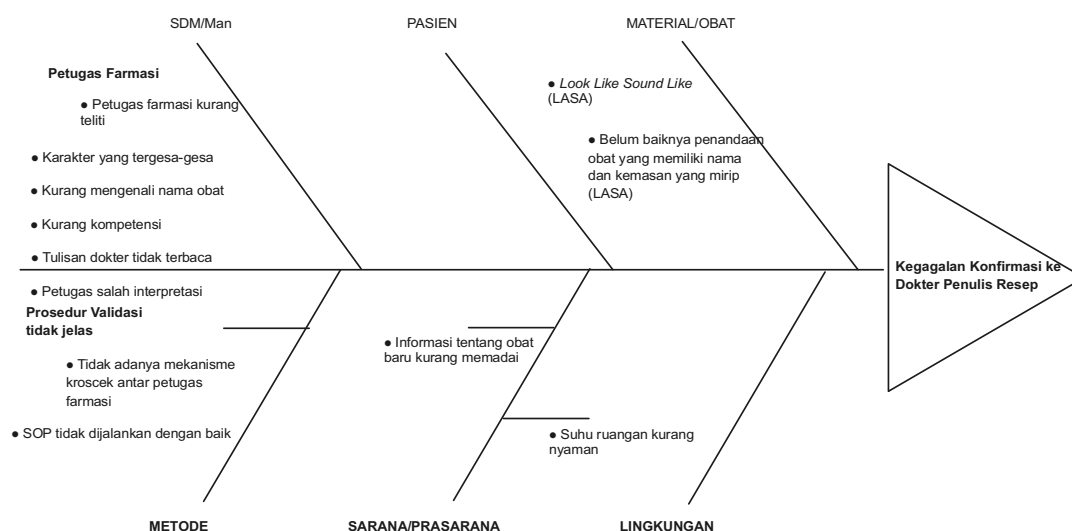 SDM/Man
PASIEN
MATERIAL/OBAT
Petugas Farmasi
● Petugas farmasi kurang
teliti
● Karakter yang tergesa-gesa
● Kurang mengenali nama obat
● Kurang kompetensi
● Tulisan dokter tidak terbaca
● Petugas salah interpretasi
● Look Like Sound Like
(LASA)
● Belum baiknya penandaan
obat yang memiliki nama
dan kemasan yang mirip
(LASA)
Kegagalan Konfirmasi ke
Dokter Penulis Resep
Prosedur Validasi
tidak jelas
● Tidak adanya mekanisme
kroscek antar petugas
farmasi
● SOP tidak dijalankan dengan baik
● Informasi tentang obat
baru kurang memadai
● Suhu ruangan kurang
nyaman
METODE
SARANA/PRASARANA
LINGKUNGAN